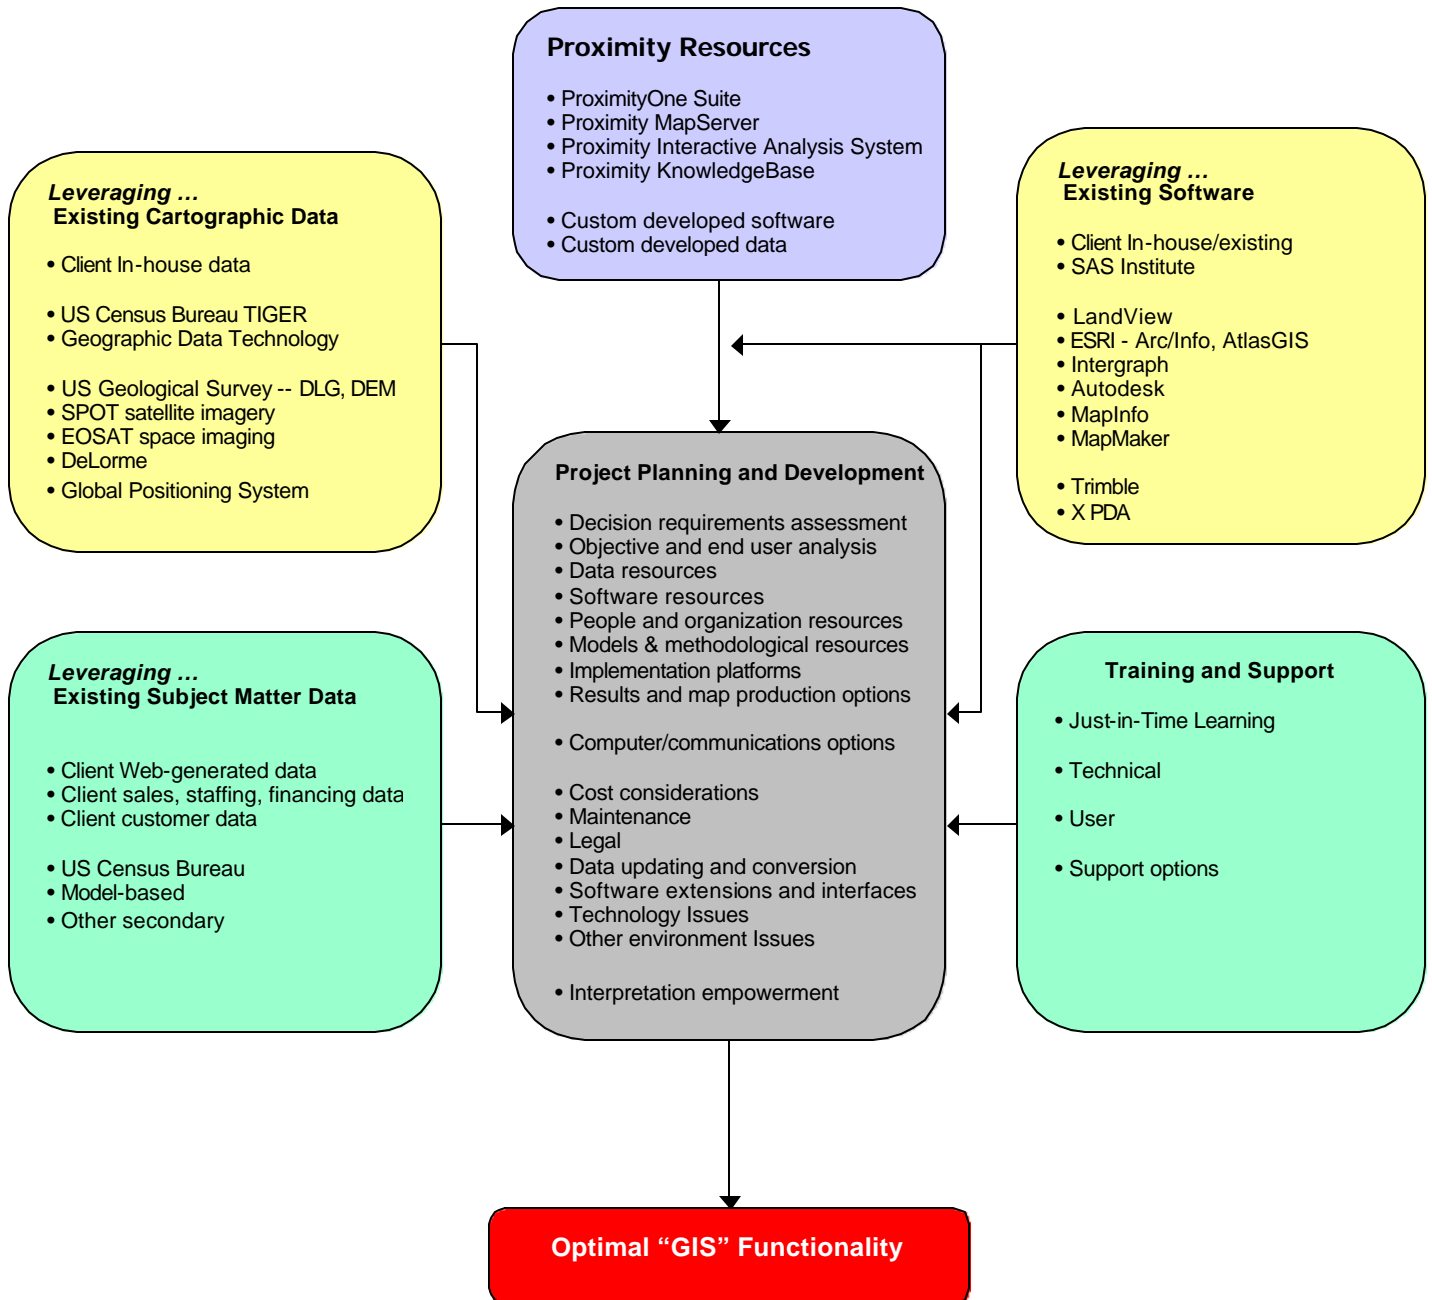 Proximity Resources
• ProximityOne Suite
• Proximity MapServer
• Proximity Interactive Analysis System
• Proximity KnowledgeBase
• Custom developed software
• Custom developed data
Leveraging …
Existing Cartographic Data
• Client In-house data
• US Census Bureau TIGER
• Geographic Data Technology
• US Geological Survey -- DLG, DEM
• SPOT satellite imagery
• EOSAT space imaging
• DeLorme
• Global Positioning System
Leveraging …
Existing Software
• Client In-house/existing
• SAS Institute
• LandView
• ESRI - Arc/Info, AtlasGIS
• Intergraph
• Autodesk
• MapInfo
• MapMaker
• Trimble
• X PDA
Project Planning and Development
• Decision requirements assessment
• Objective and end user analysis
• Data resources
• Software resources
• People and organization resources
• Models & methodological resources
• Implementation platforms
• Results and map production options
• Computer/communications options
• Cost considerations
• Maintenance
• Legal
• Data updating and conversion
• Software extensions and interfaces
• Technology Issues
• Other environment Issues
• Interpretation empowerment
Leveraging …
Existing Subject Matter Data
• Client Web-generated data
• Client sales, staffing, financing data
• Client customer data
• US Census Bureau
• Model-based
• Other secondary
Training and Support
• Just-in-Time Learning
• Technical
• User
• Support options
Optimal “GIS” Functionality